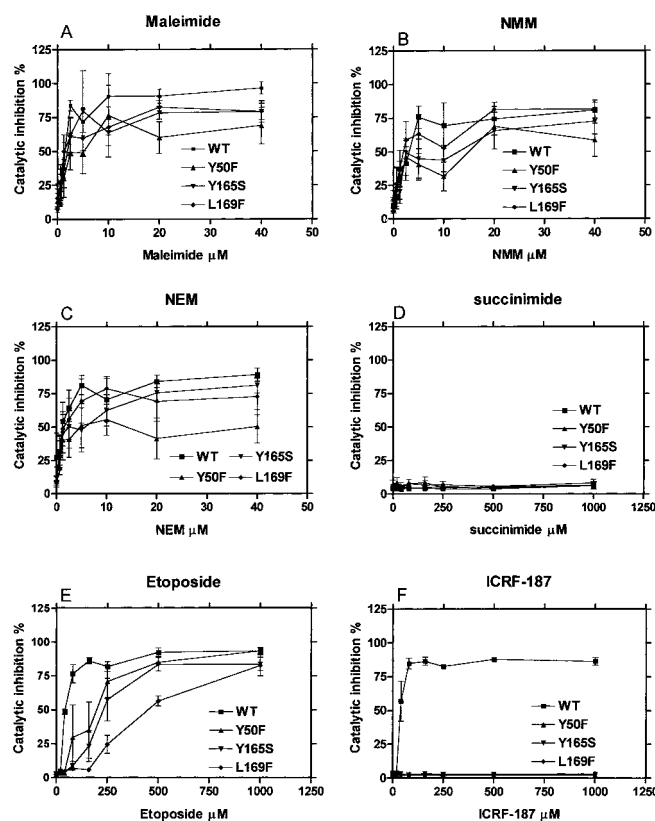 A
Maleimide
125
100
75
50
25
0
Catalytic inhibition %
WT
Y50F
Y165S
L169F
0 10 20 30 40 50
Maleimide µM
B
NMM
125
100
75
50
25
0
Catalytic inhibition %
WT
Y50F
Y165S
L169F
0 10 20 30 40 50
NMM µM
C
NEM
125
100
75
50
25
0
Catalytic inhibition %
WT Y165S
Y50F L169F
0 10 20 30 40 50
NEM µM
D
succinimide
125
100
75
50
25
0
Catalytic inhibition %
WT
Y50F
Y165S
L169F
0 250 500 750 1000 1250
succinimide µM
E
Etoposide
125
100
75
50
25
0
Catalytic inhibition %
WT
Y50F
Y165S
L169F
0 250 500 750 1000 1250
Etoposide µM
F
ICRF-187
125
100
75
50
25
0
Catalytic inhibition %
WT
Y50F
Y165S
L169F
0 250 500 750 1000 1250
ICRF-187 µM